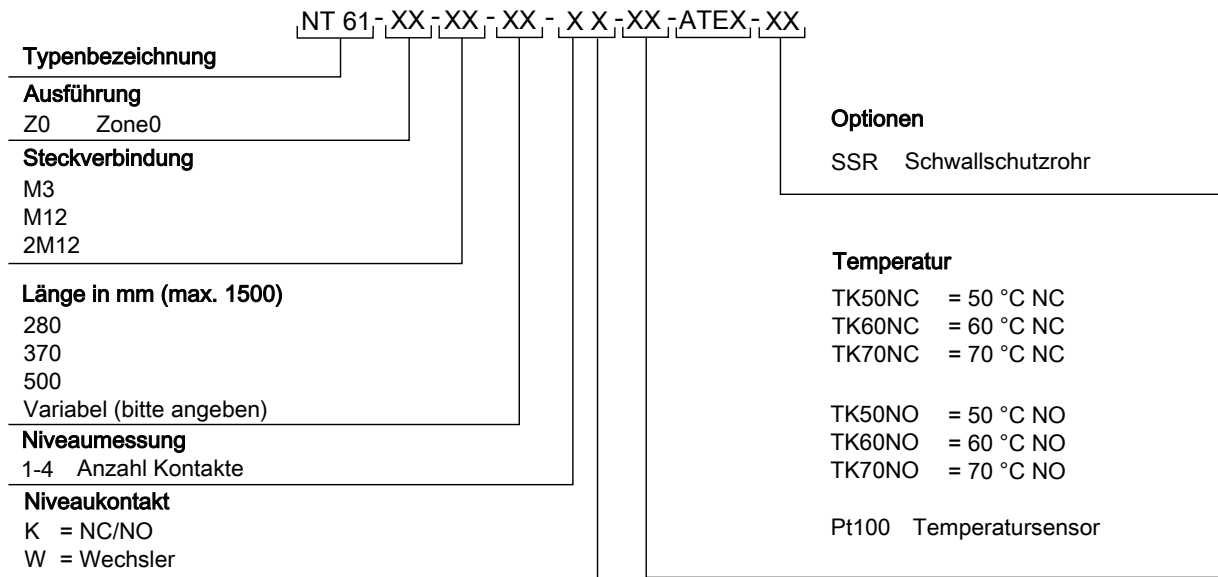 NT 61-XX-XX-XX-X X-XX-ATEX-XX
Typenbezeichnung
Ausführung
Z0 Zone0
Steckverbindung
M3
M12
2M12
Länge in mm (max. 1500)
280
370
500
Variabel (bitte angeben)
Niveaumessung
1-4 Anzahl Kontakte
Niveaukontakt
K = NC/NO
W = Wechsler
Optionen
SSR Schwallschutzrohr
Temperatur
TK50NC = 50 °C NC
TK60NC = 60 °C NC
TK70NC = 70 °C NC
TK50NO = 50 °C NO
TK60NO = 60 °C NO
TK70NO = 70 °C NO
Pt100 Temperatursensor